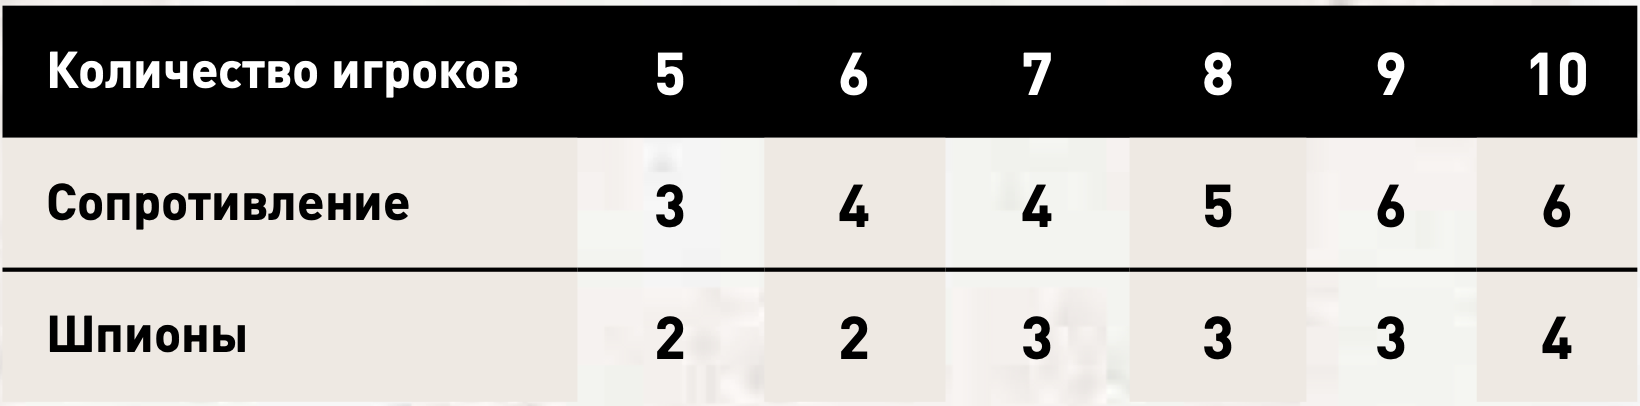 Количество игроков 5 6 7 8 9 10
Сопротивление 3 4 4 5 6 6
Шпионы 2 2 3 3 3 4